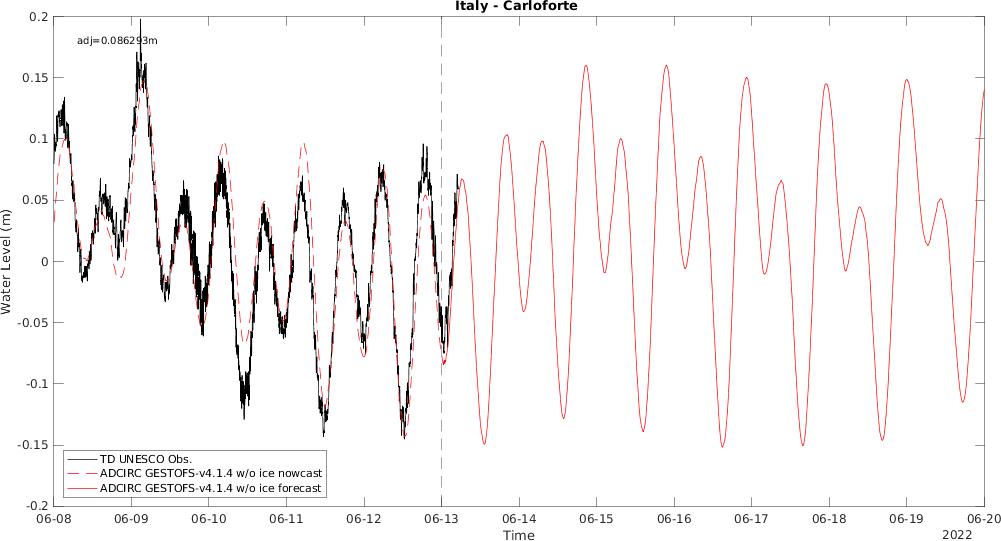 Italy - Carloforte
adj=0.086293m
0.2
0.15
0.1
0.05
0
-0.05
-0.1
-0.15
-0.2
Water Level (m)
TD UNESCO Obs.
ADCIRC GESTOFS-v4.1.4 w/o ice nowcast
ADCIRC GESTOFS-v4.1.4 w/o ice forecast
06-08 06-09 06-10 06-11 06-12 06-13 06-14 06-15 06-16 06-17 06-18 06-19 06-20
Time
2022